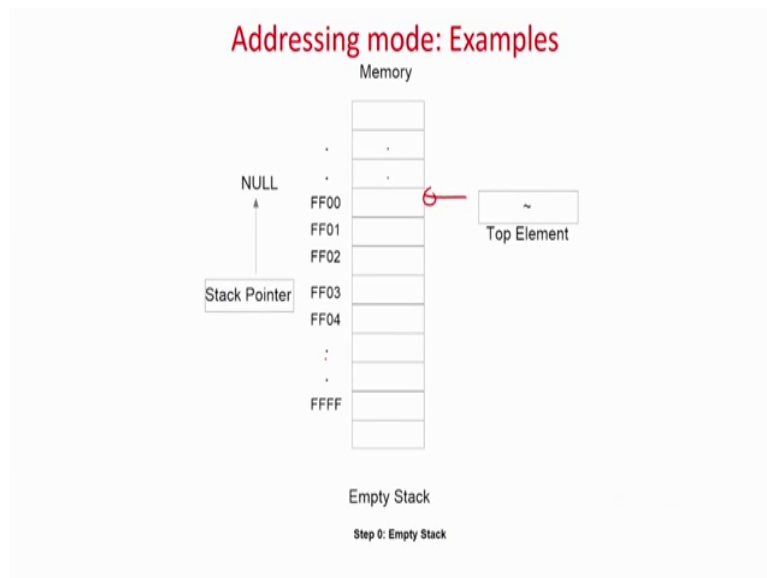 Addressing mode: Examples
Memory
NULL
FF00
~
FF01
Top Element
FF02
Stack Pointer
FF03
FF04
FFFF
Empty Stack
Step 0: Empty Stack